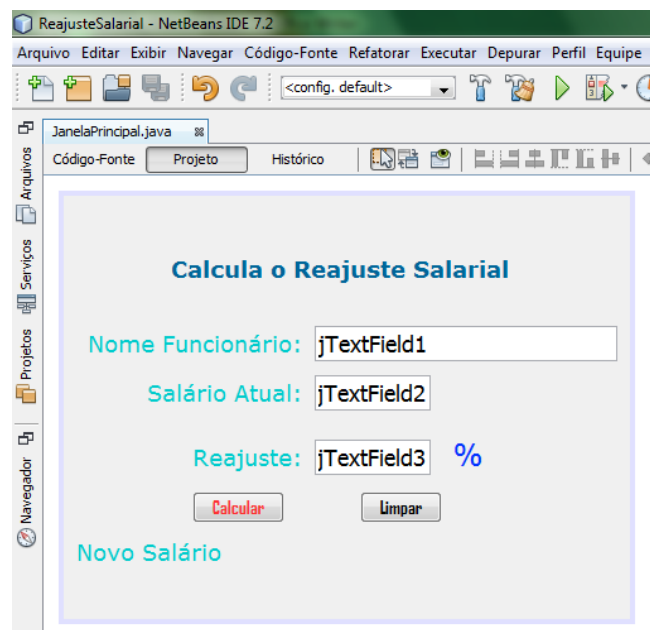 ReajusteSalarial - NetBeans IDE 7.2
Arquivo Editar Exibir Navegar Código-Fonte Refatorar Executar Depurar Perfil Equipe
<config. default>
JanelaPrincipal.java
Código-Fonte Projeto Histórico
Arquivos
Serviços
Projetos
Navegador
Calcula o Reajuste Salarial
Nome Funcionário: jTextField1
Salário Atual: jTextField2
Reajuste: jTextField3 %
Calcular Limpar
Novo Salário